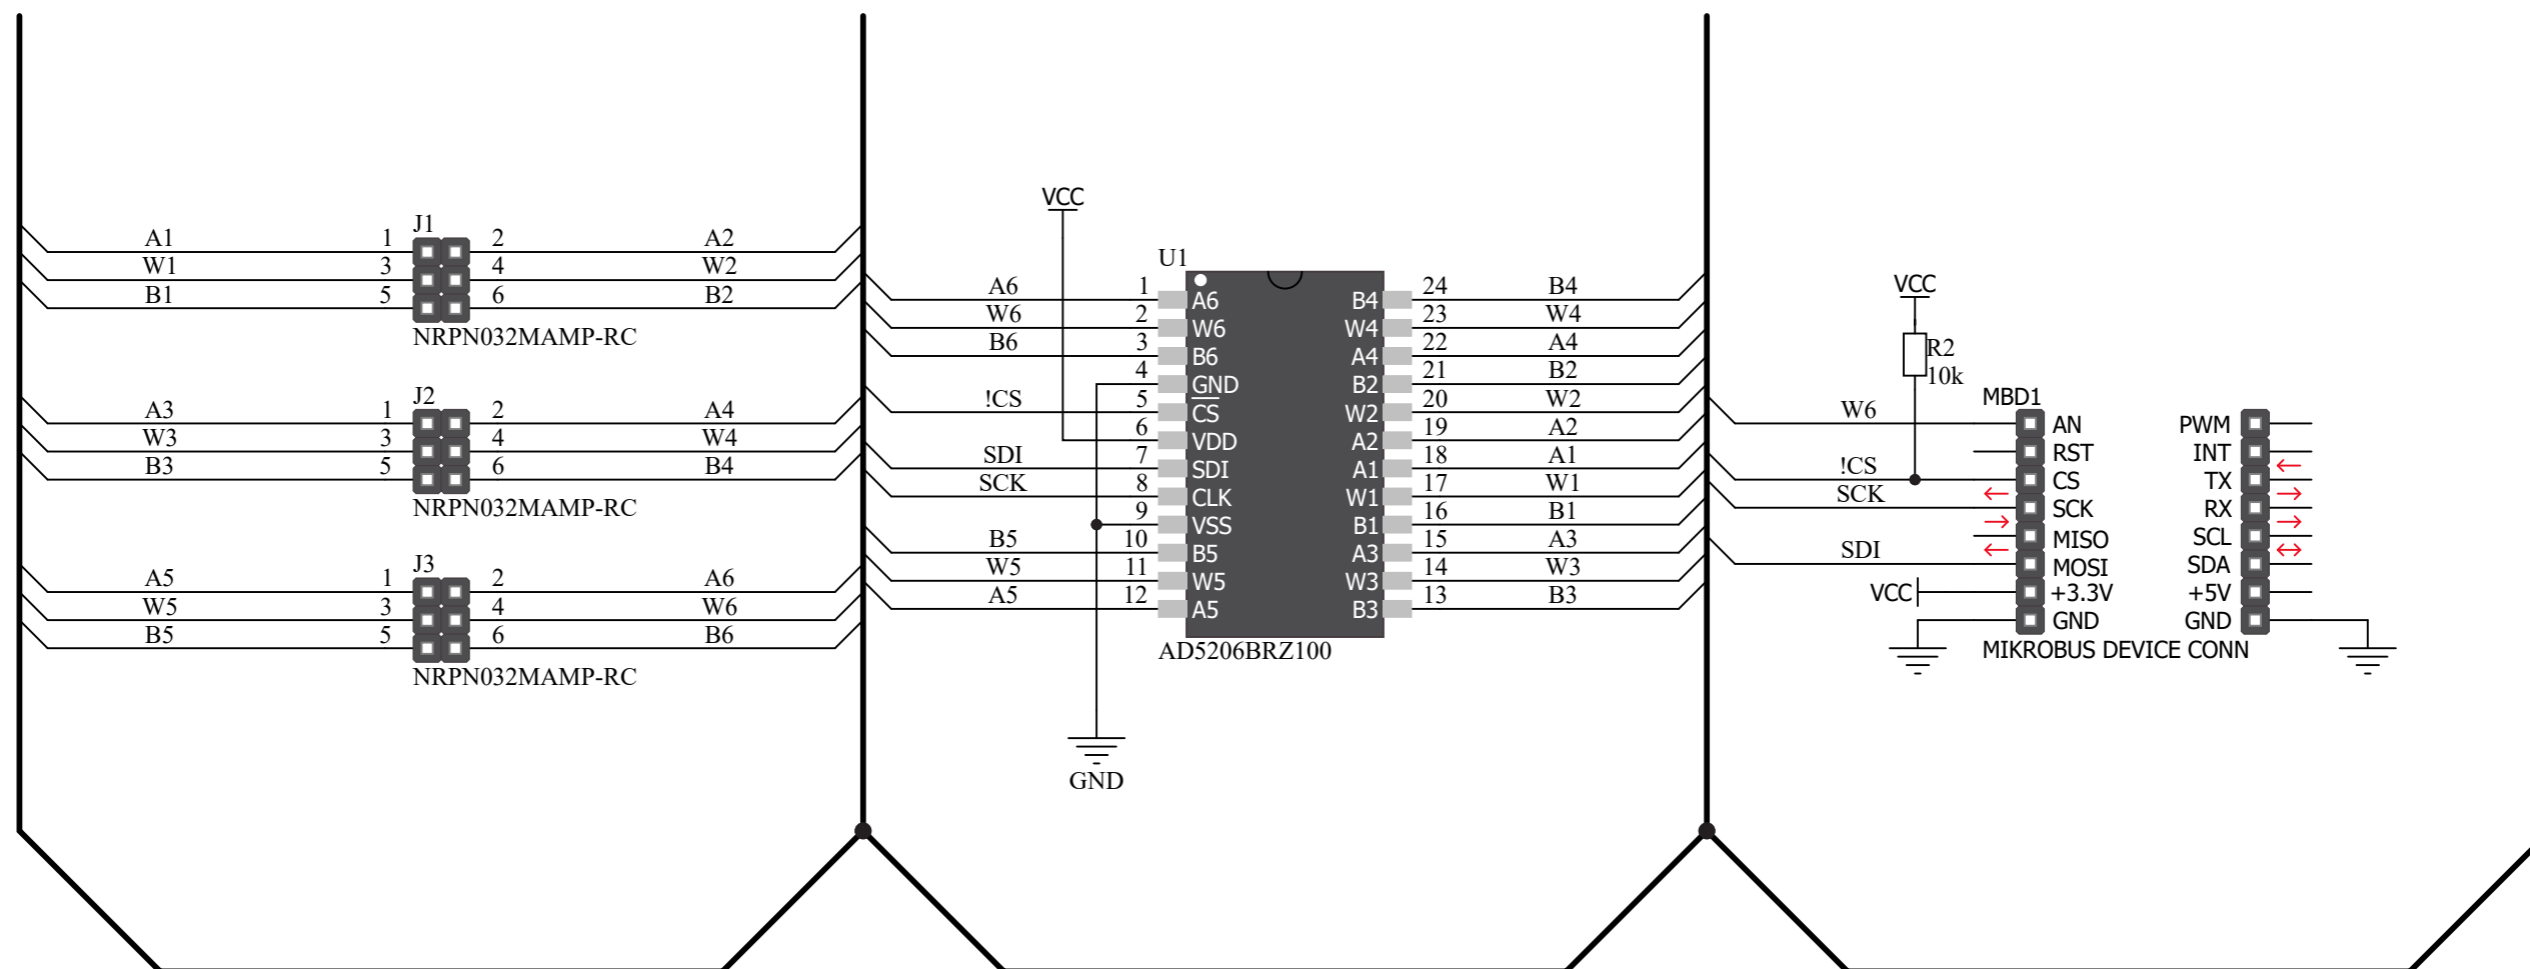 J1
A1 1 2 A2
W1 3 4 W2
B1 5 6 B2
NRPN032MAMP-RC
J2
A3 1 2 A4
W3 3 4 W4
B3 5 6 B4
NRPN032MAMP-RC
J3
A5 1 2 A6
W5 3 4 W6
B5 5 6 B6
NRPN032MAMP-RC
VCC
U1
A6 1 A6 B4 24 B4
W6 2 W6 W4 23 W4
B6 3 B6 A4 22 A4
4 GND B2 21 B2
!CS 5 CS W2 20 W2
6 VDD A2 19 A2
SDI 7 SDI A1 18 A1
SCK 8 CLK W1 17 W1
9 VSS B1 16 B1
B5 10 B5 A3 15 A3
W5 11 W5 W3 14 W3
A5 12 A5 B3 13 B3
AD5206BRZ100
GND
VCC
R2
10k
MBD1
W6 AN PWM
RST INT
!CS CS TX
SCK SCK RX
MISO SCL
SDI MOSI SDA
VCC +3.3V +5V
GND GND
MIKROBUS DEVICE CONN